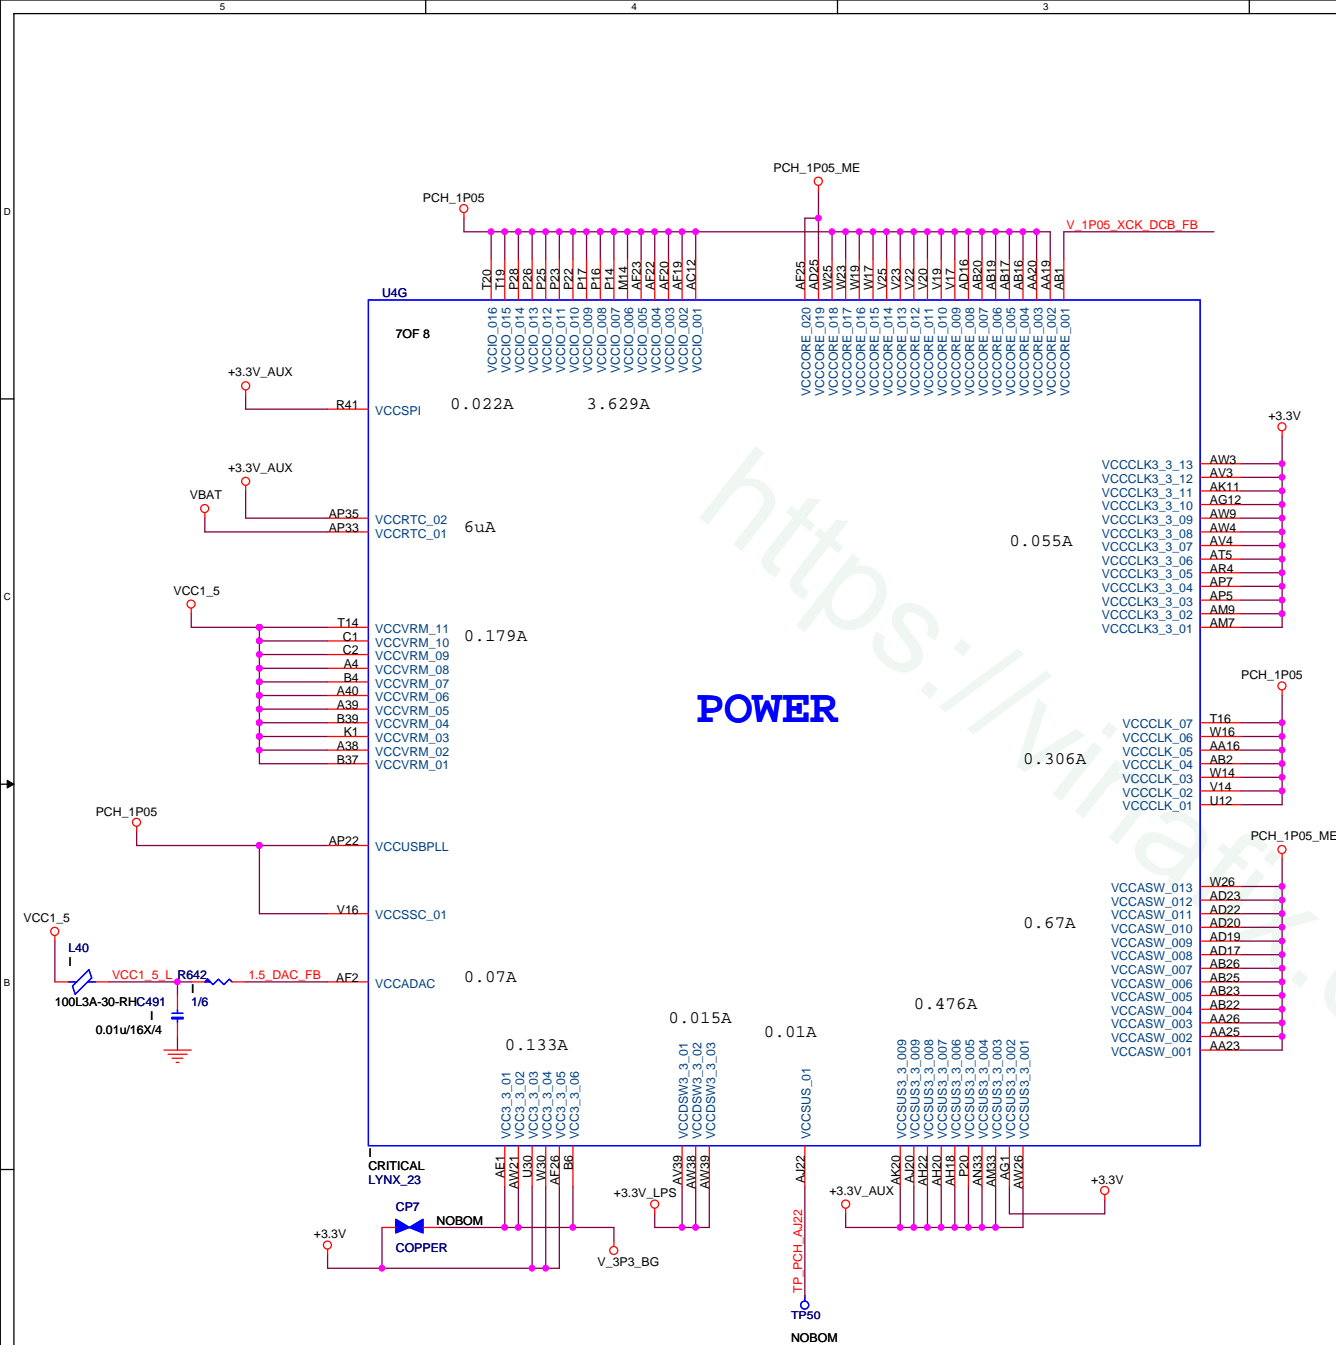 5 4 3
D
C
B
PCH_1P05_ME
PCH_1P05
V_1P05_XCK_DCB_FB
T20 T19 P28 P26 P25 P23 P22 P17 P16 P14 M14 AF23 AF22 AF20 AF19 AC12
AF25 AD25 W25 W23 W19 W17 V25 V23 V22 V20 V19 V17 AD16 AB20 AB19 AB17 AB16 AA20 AA19 AB1
U4G
7OF 8
VCCIO_016 VCCIO_015 VCCIO_014 VCCIO_013 VCCIO_012 VCCIO_011 VCCIO_010 VCCIO_009 VCCIO_008 VCCIO_007 VCCIO_006 VCCIO_005 VCCIO_004 VCCIO_003 VCCIO_002 VCCIO_001
VCCCORE_020 VCCCORE_019 VCCCORE_018 VCCCORE_017 VCCCORE_016 VCCCORE_015 VCCCORE_014 VCCCORE_013 VCCCORE_012 VCCCORE_011 VCCCORE_010 VCCCORE_009 VCCCORE_008 VCCCORE_007 VCCCORE_006 VCCCORE_005 VCCCORE_004 VCCCORE_003 VCCCORE_002 VCCCORE_001
+3.3V_AUX
R41 VCCSPI 0.022A 3.629A
+3.3V_AUX
VBAT
AP35 VCCRTC_02
AP33 VCCRTC_01
6uA
VCC1_5
T14 VCCVRM_11
C1 VCCVRM_10
C2 VCCVRM_09
A4 VCCVRM_08
B4 VCCVRM_07
A40 VCCVRM_06
A39 VCCVRM_05
B39 VCCVRM_04
K1 VCCVRM_03
A38 VCCVRM_02
B37 VCCVRM_01
0.179A
POWER
+3.3V
VCCCLK3_3_13 AW3
VCCCLK3_3_12 AV3
VCCCLK3_3_11 AK11
VCCCLK3_3_10 AG12
VCCCLK3_3_09 AW9
VCCCLK3_3_08 AW4
VCCCLK3_3_07 AV4
VCCCLK3_3_06 AT5
VCCCLK3_3_05 AR4
VCCCLK3_3_04 AP7
VCCCLK3_3_03 AP5
VCCCLK3_3_02 AM9
VCCCLK3_3_01 AM7
0.055A
PCH_1P05
VCCCLK_07 T16
VCCCLK_06 W16
VCCCLK_05 AA16
VCCCLK_04 AB2
VCCCLK_03 W14
VCCCLK_02 V14
VCCCLK_01 U12
0.306A
PCH_1P05_ME
VCCASW_013 W26
VCCASW_012 AD23
VCCASW_011 AD22
VCCASW_010 AD20
VCCASW_009 AD19
VCCASW_008 AD17
VCCASW_007 AB26
VCCASW_006 AB25
VCCASW_005 AB23
VCCASW_004 AB22
VCCASW_003 AA26
VCCASW_002 AA25
VCCASW_001 AA23
0.67A
PCH_1P05
AP22 VCCUSBPLL
V16 VCCSSC_01
VCC1_5
L40
VCC1_5_L R642 1.5_DAC_FB AF2 VCCADAC 0.07A
100L3A-30-RH C491 1/6
0.01u/16X/4
0.133A
0.015A
0.01A
0.476A
VCC3_3_01 VCC3_3_02 VCC3_3_03 VCC3_3_04 VCC3_3_05 VCC3_3_06
VCCDSW3_3_01 VCCDSW3_3_02 VCCDSW3_3_03
VCCSUS_01
VCCSUS3_3_009 VCCSUS3_3_009 VCCSUS3_3_008 VCCSUS3_3_007 VCCSUS3_3_006 VCCSUS3_3_005 VCCSUS3_3_004 VCCSUS3_3_003 VCCSUS3_3_002 VCCSUS3_3_001
AE1 AW21 U30 W30 AF26 B6
AV39 AW38 AW39
AJ22
AK20 AJ20 AH22 AH20 AH18 P20 AN33 AM33 AG1 AW26
CRITICAL
LYNX_23
CP7
NOBOM
COPPER
+3.3V
V_3P3_BG
+3.3V_LPS
TP_PCH_AJ22
TP50
NOBOM
+3.3V_AUX
+3.3V
https://vinafix.c